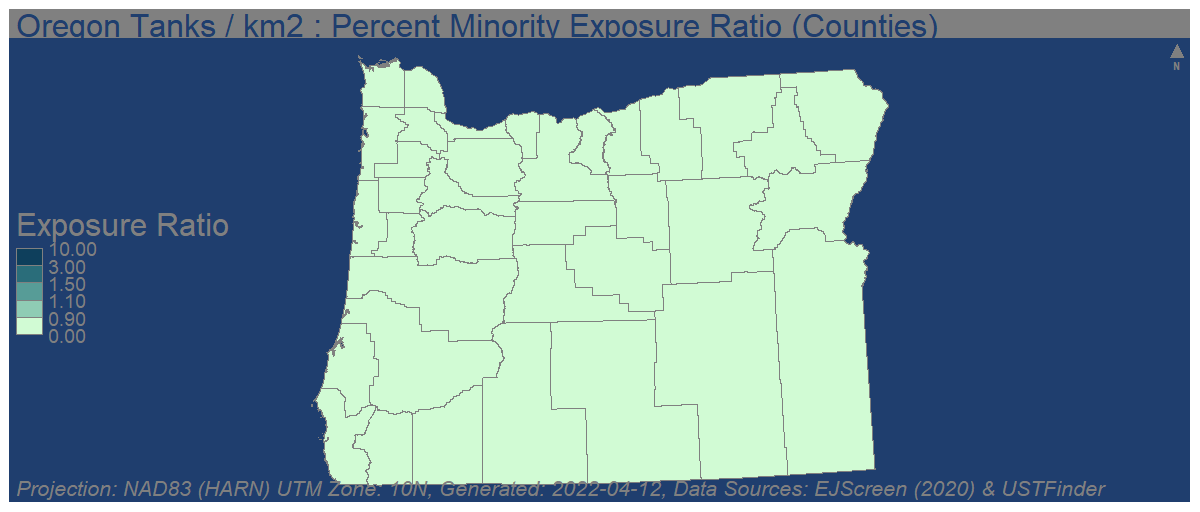 Oregon Tanks / km2 : Percent Minority Exposure Ratio (Counties)
N
Exposure Ratio
10.00
3.00
1.50
1.10
0.90
0.00
Projection: NAD83 (HARN) UTM Zone: 10N, Generated: 2022-04-12, Data Sources: EJScreen (2020) & USTFinder